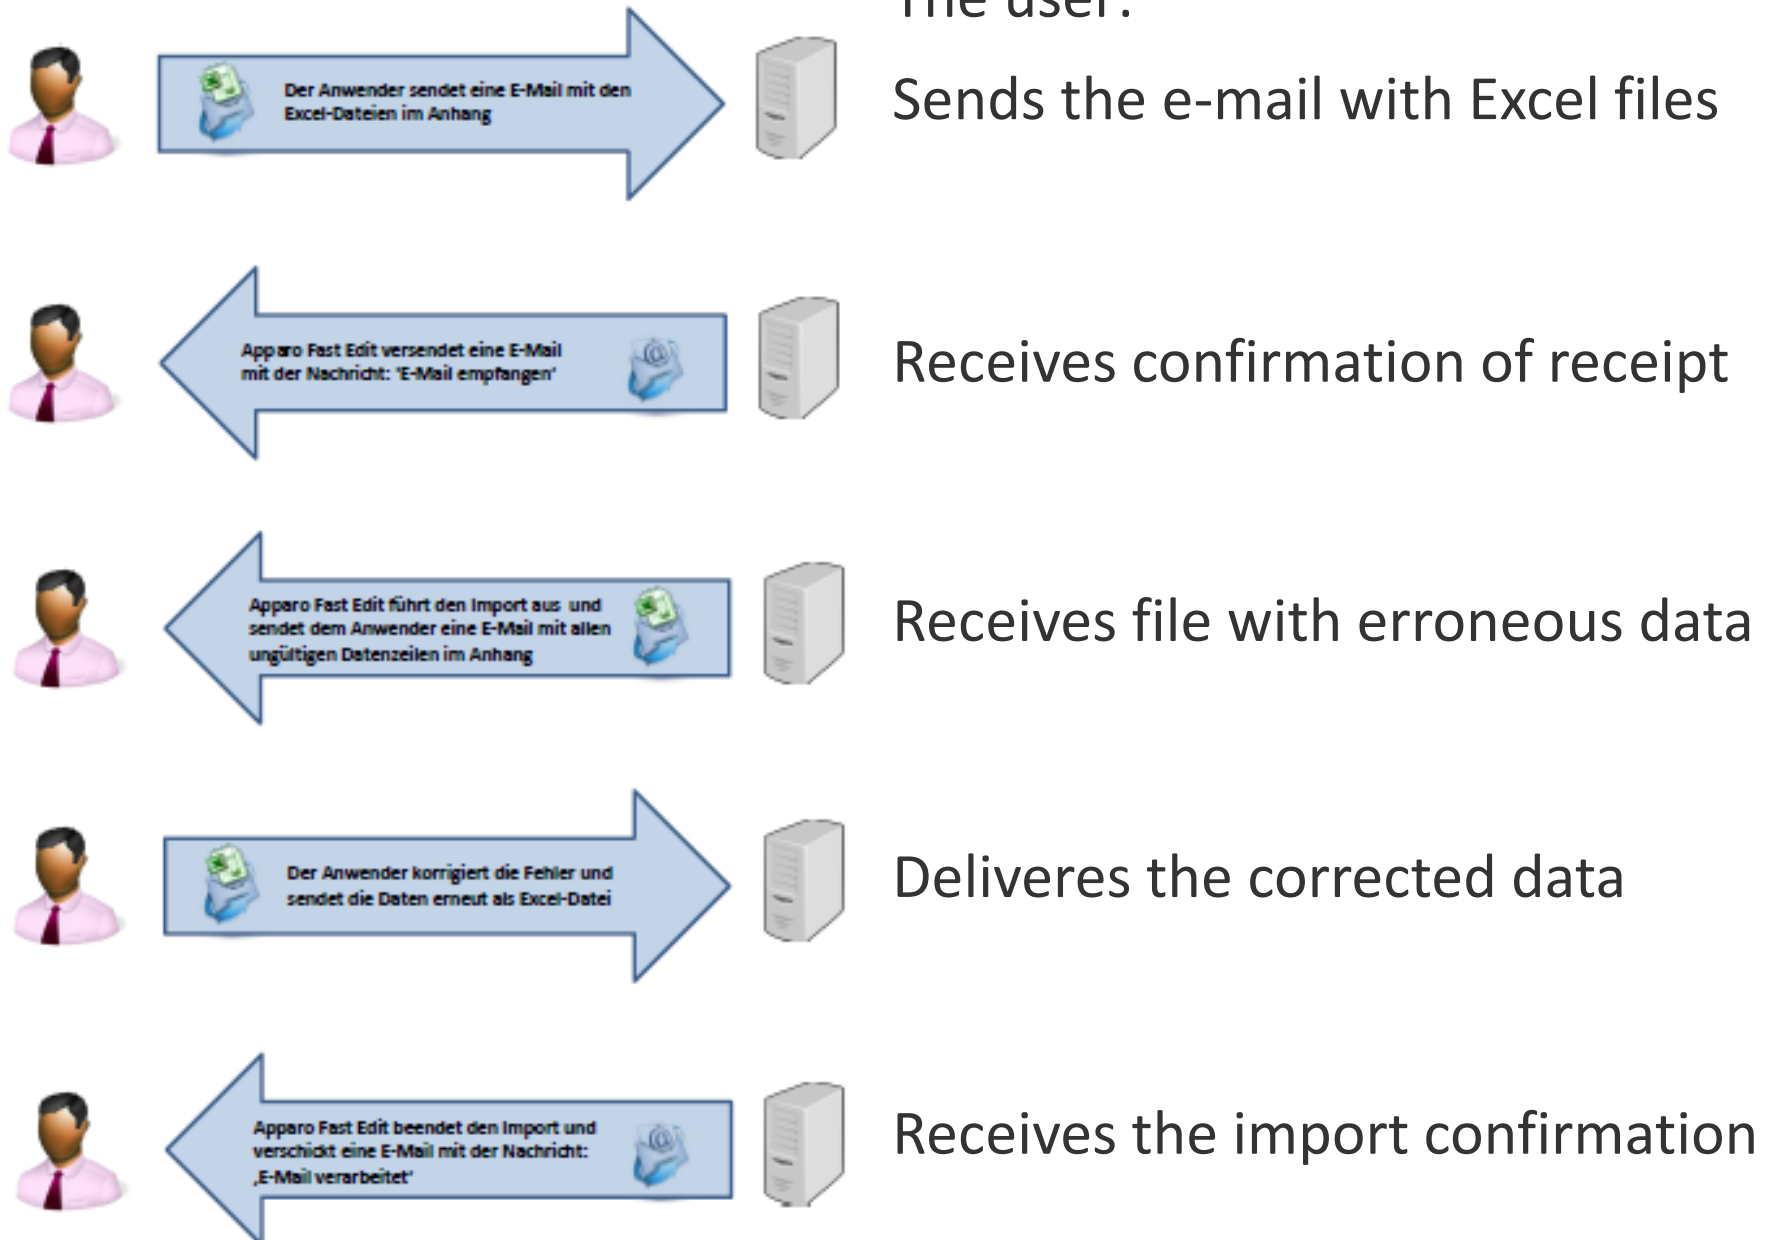 The user:
Der Anwender sendet eine E-Mail mit den
Excel-Dateien im Anhang
Sends the e-mail with Excel files
Apparo Fast Edit versendet eine E-Mail
mit der Nachricht: 'E-Mail empfangen'
Receives confirmation of receipt
Apparo Fast Edit führt den Import aus und
sendet dem Anwender eine E-Mail mit allen
ungültigen Datenzeilen im Anhang
Receives file with erroneous data
Der Anwender korrigiert die Fehler und
sendet die Daten erneut als Excel-Datei
Deliveres the corrected data
Apparo Fast Edit beendet den Import und
verschickt eine E-Mail mit der Nachricht:
‚E-Mail verarbeitet'
Receives the import confirmation